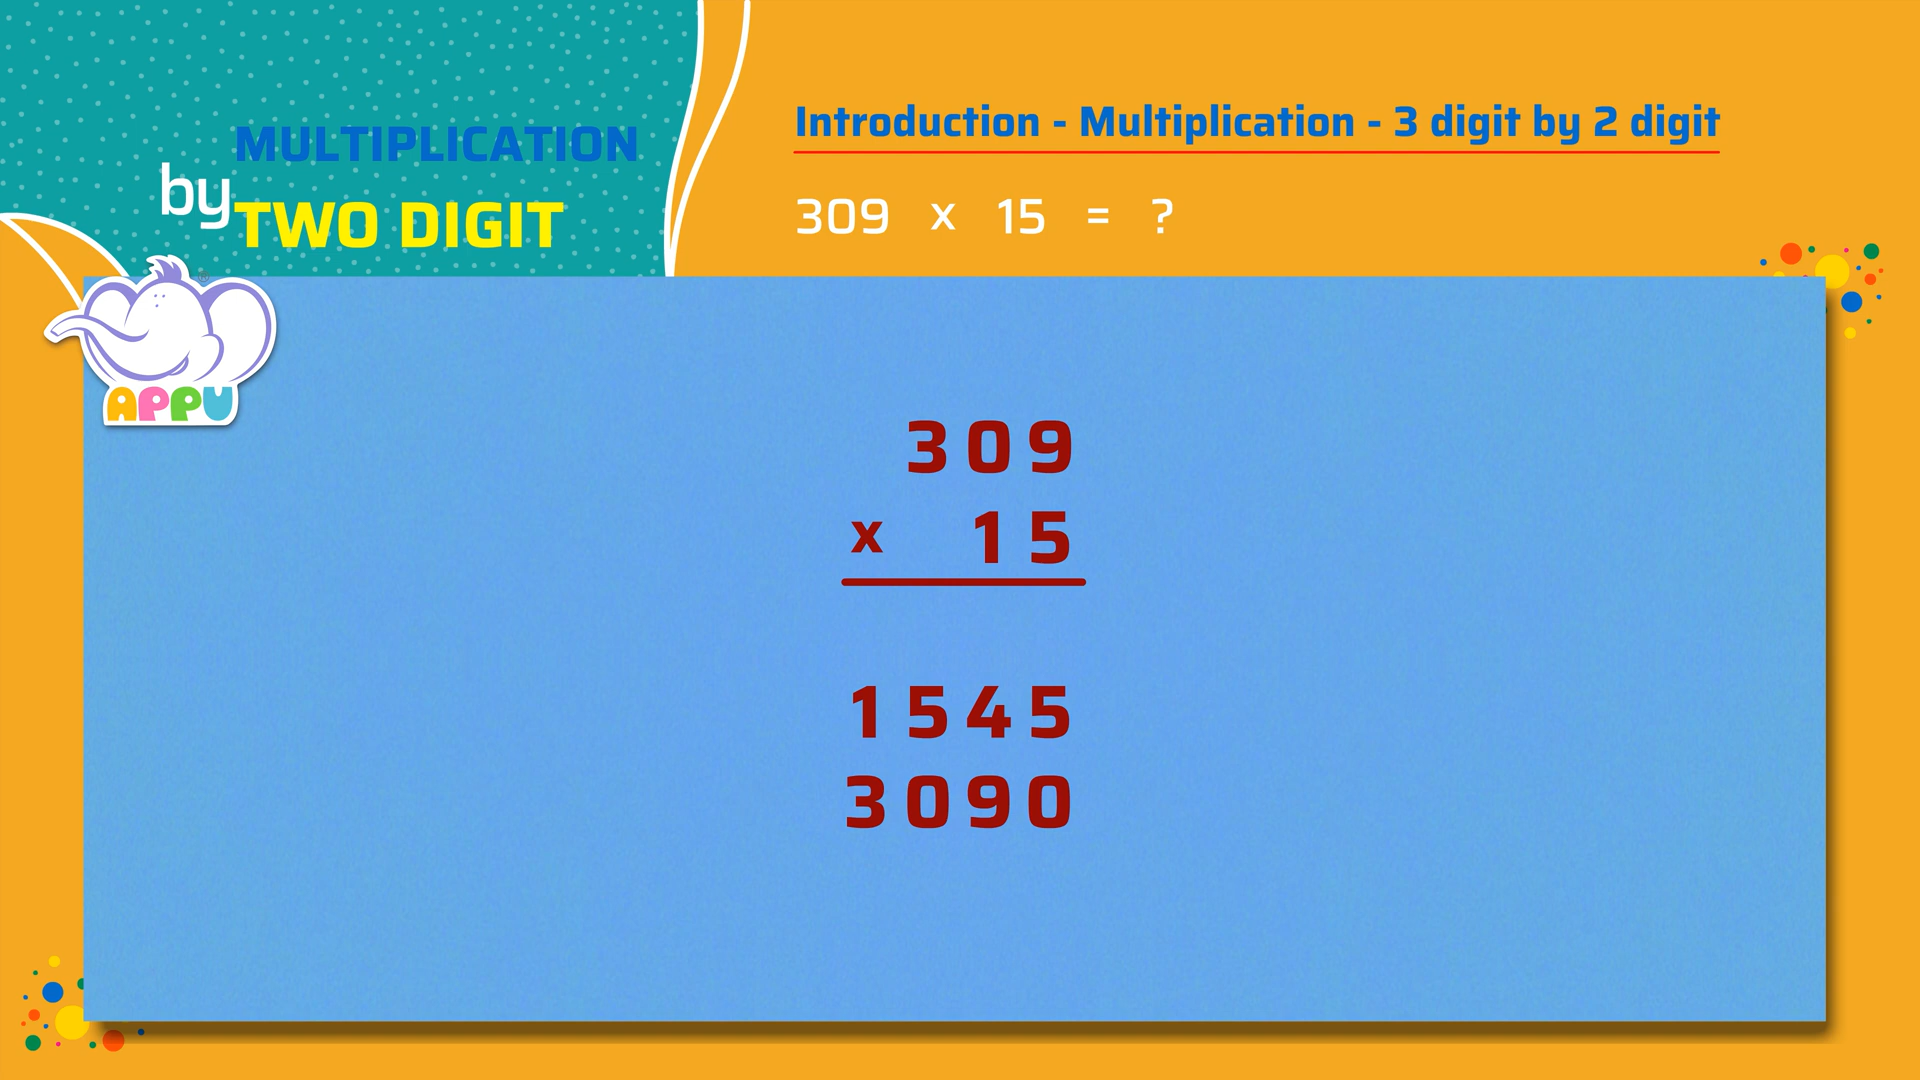 MULTIPLICATION
by TWO DIGIT
Introduction - Multiplication - 3 digit by 2 digit
309 x 15 = ?
APPU
®
309
x 15
1545
3090